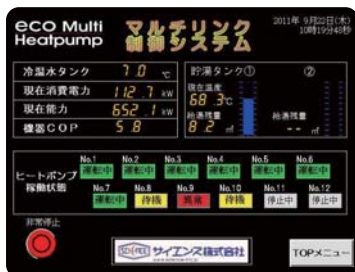 eco Multi
Heatpump
マルチリンク
制御システム
2011年 9月22日(木)
10時19分48秒
冷温水タンク 7.0 ℃
現在消費電力 112.7 kW
現在能力 652.1 kW
機器COP 5.8
貯湯タンク① ②
現在温度
68.3℃
給湯残量
8.2 ㎥
給湯残量
-- ㎥
ヒートポンプ
稼働状態
No.1 No.2 No.3 No.4 No.5 No.6
運転中 運転中 運転中 運転中 運転中 運転中
No.7 No.8 No.9 No.10 No.11 No.12
運転中 待機 異常 待機 停止中 停止中
非常停止
サイエンス株式会社
TOPメニュー